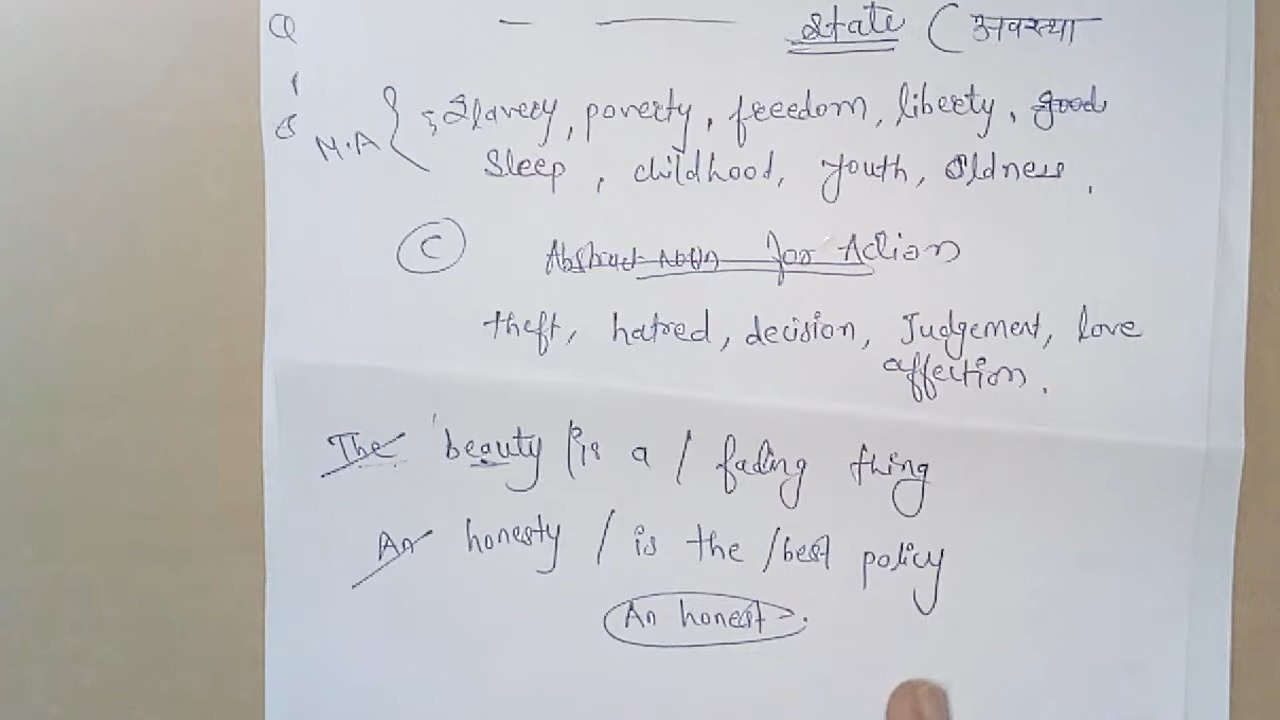 — —— State (अवस्था
M.A { ; Slavery, poverty, freedom, liberty, good
Sleep, childhood, youth, Oldness,
C Abstract Noun for Action
theft, hatred, decision, Judgement, love
affection.
The beauty / is a / fading thing
An honesty / is the / best policy
An honest -.